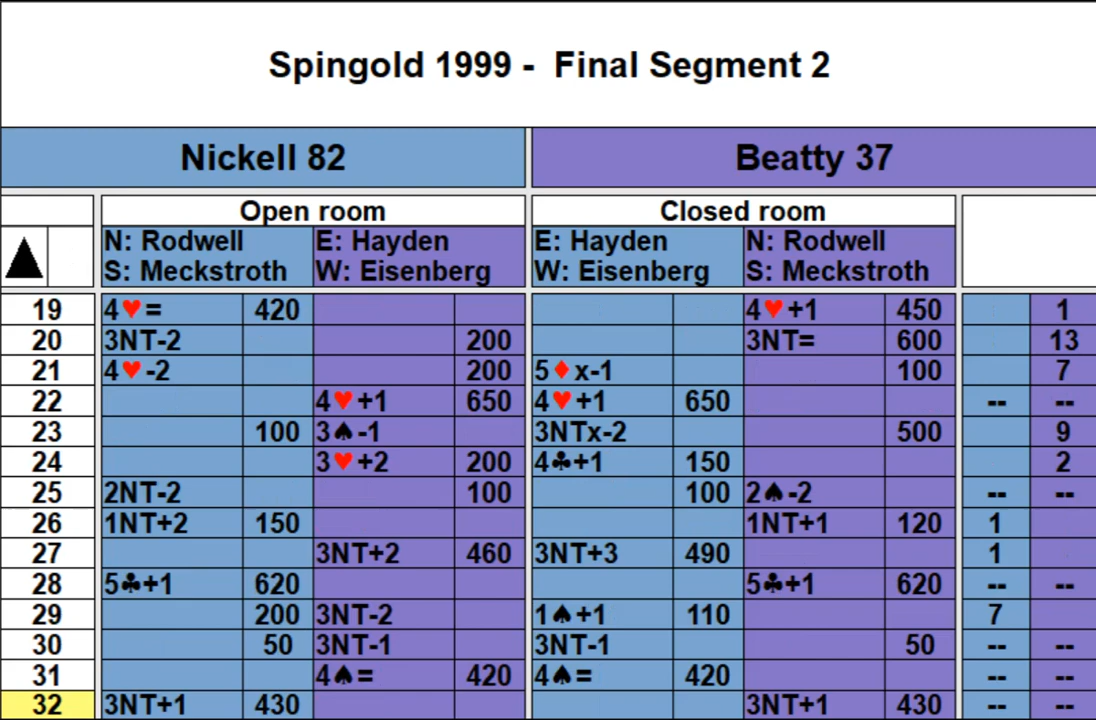 Spingold 1999 - Final Segment 2
Nickell 82 Beatty 37
Open room Closed room
N: Rodwell E: Hayden E: Hayden N: Rodwell
S: Meckstroth W: Eisenberg W: Eisenberg S: Meckstroth
19 4♥= 420 4♥+1 450 1
20 3NT-2 200 3NT= 600 13
21 4♥-2 200 5♦x-1 100 7
22 4♥+1 650 4♥+1 650 -- --
23 100 3♠-1 3NTx-2 500 9
24 3♥+2 200 4♣+1 150 2
25 2NT-2 100 100 2♠-2 -- --
26 1NT+2 150 1NT+1 120 1
27 3NT+2 460 3NT+3 490 1
28 5♣+1 620 5♣+1 620 -- --
29 200 3NT-2 1♠+1 110 7
30 50 3NT-1 3NT-1 50 -- --
31 4♠= 420 4♠= 420 -- --
32 3NT+1 430 3NT+1 430 -- --